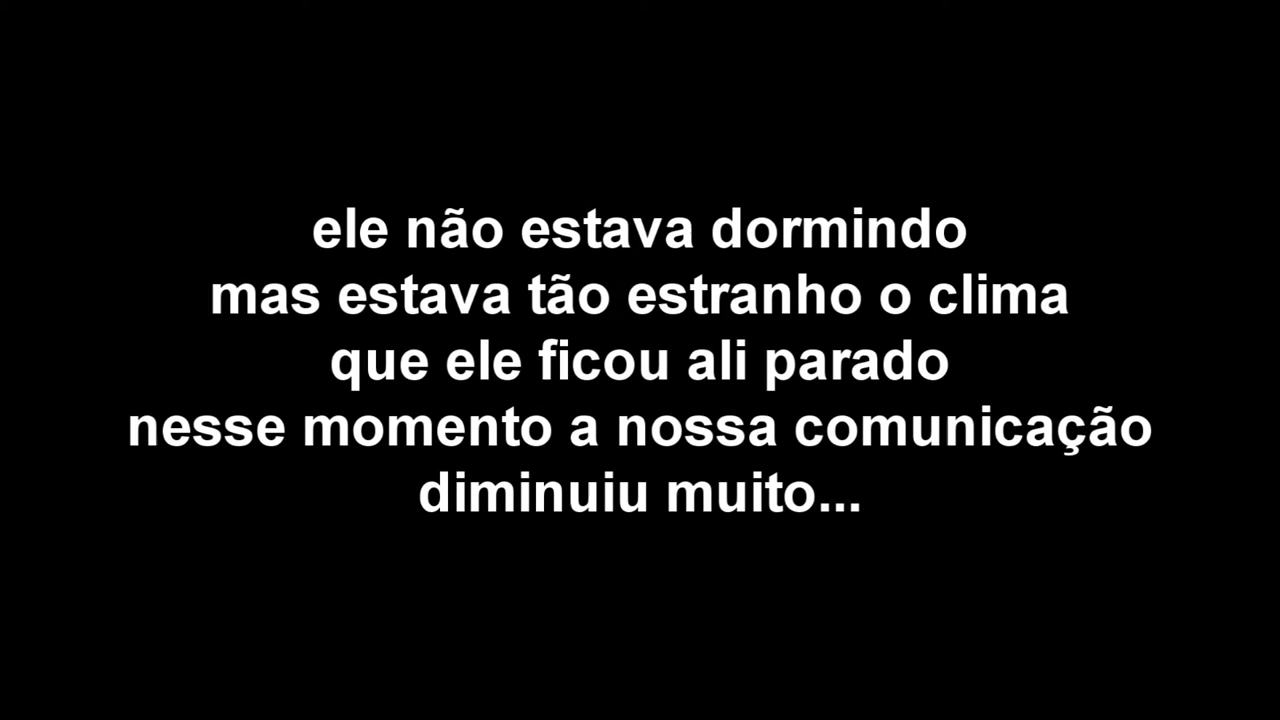 ele não estava dormindo
mas estava tão estranho o clima
que ele ficou ali parado
nesse momento a nossa comunicação
diminuiu muito...